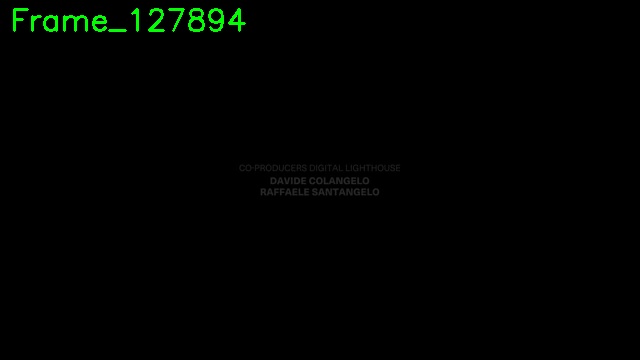 Frame_127894
CO-PRODUCERS DIGITAL LIGHTHOUSE
DAVIDE COLANGELO
RAFFAELE SANTANGELO